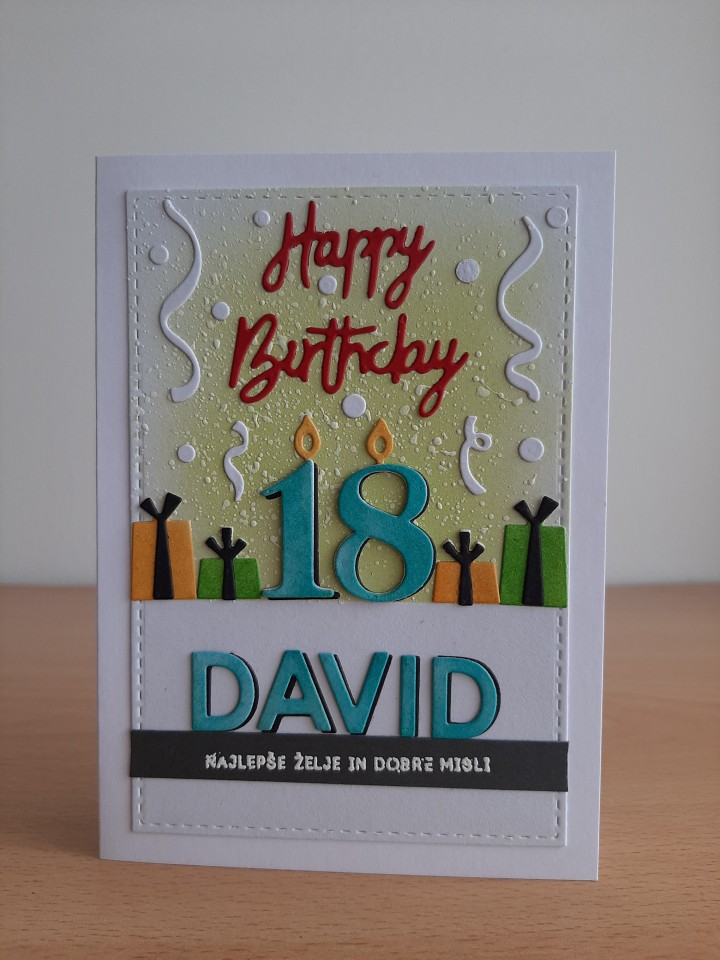 Happy
Birthday
18
DAVID
NAJLEPŠE ŽELJE IN DOBRE MISLI